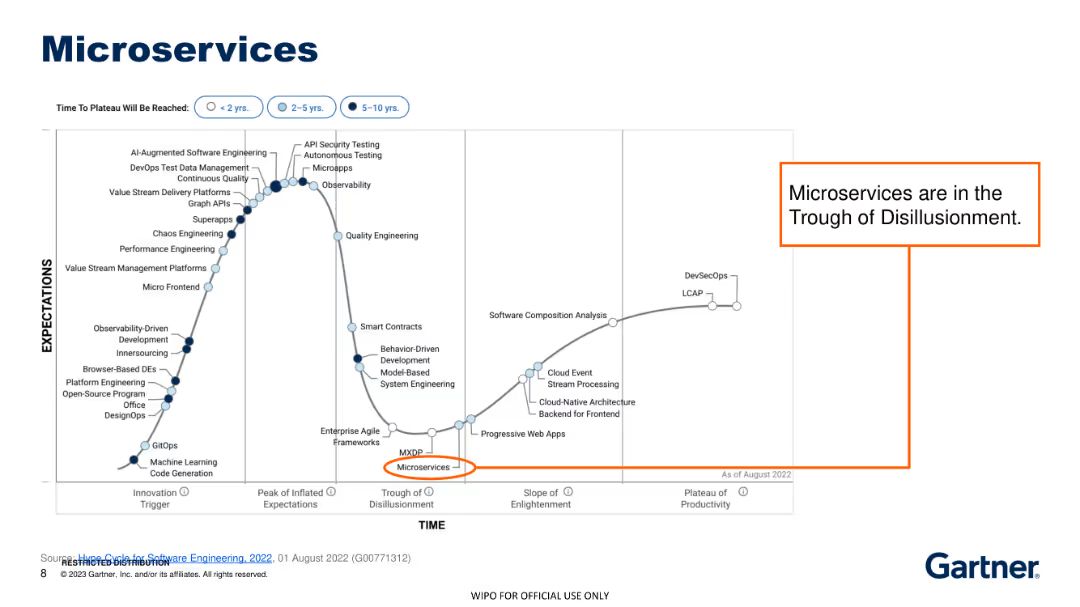 Microservices
Time To Plateau Will Be Reached:
< 2 yrs.
2–5 yrs.
5–10 yrs.
API Security Testing
AI-Augmented Software Engineering
Autonomous Testing
DevOps Test Data Management
Microapps
Continuous Quality
Observability
Value Stream Delivery Platforms
Graph APIs
Superapps
Chaos Engineering
Quality Engineering
Performance Engineering
Value Stream Management Platforms
Micro Frontend
Observability-Driven
Development
Innersourcing
Browser-Based DEs
Platform Engineering
Open-Source Program
Office
DesignOps
GitOps
Machine Learning
Code Generation
Smart Contracts
Behavior-Driven
Development
Model-Based
System Engineering
Enterprise Agile
Frameworks
MXDP
Microservices
Progressive Web Apps
Software Composition Analysis
Cloud Event
Stream Processing
Cloud-Native Architecture
Backend for Frontend
DevSecOps
LCAP
Microservices are in the
Trough of Disillusionment.
EXPECTATIONS
As of August 2022
Innovation
Trigger
Peak of Inflated
Expectations
Trough of
Disillusionment
Slope of
Enlightenment
Plateau of
Productivity
TIME
Source: Hype Cycle for Software Engineering, 2022, 01 August 2022 (G00771312)
RESTRICTED DISTRIBUTION
8 © 2023 Gartner, Inc. and/or its affiliates. All rights reserved.
Gartner
WIPO FOR OFFICIAL USE ONLY